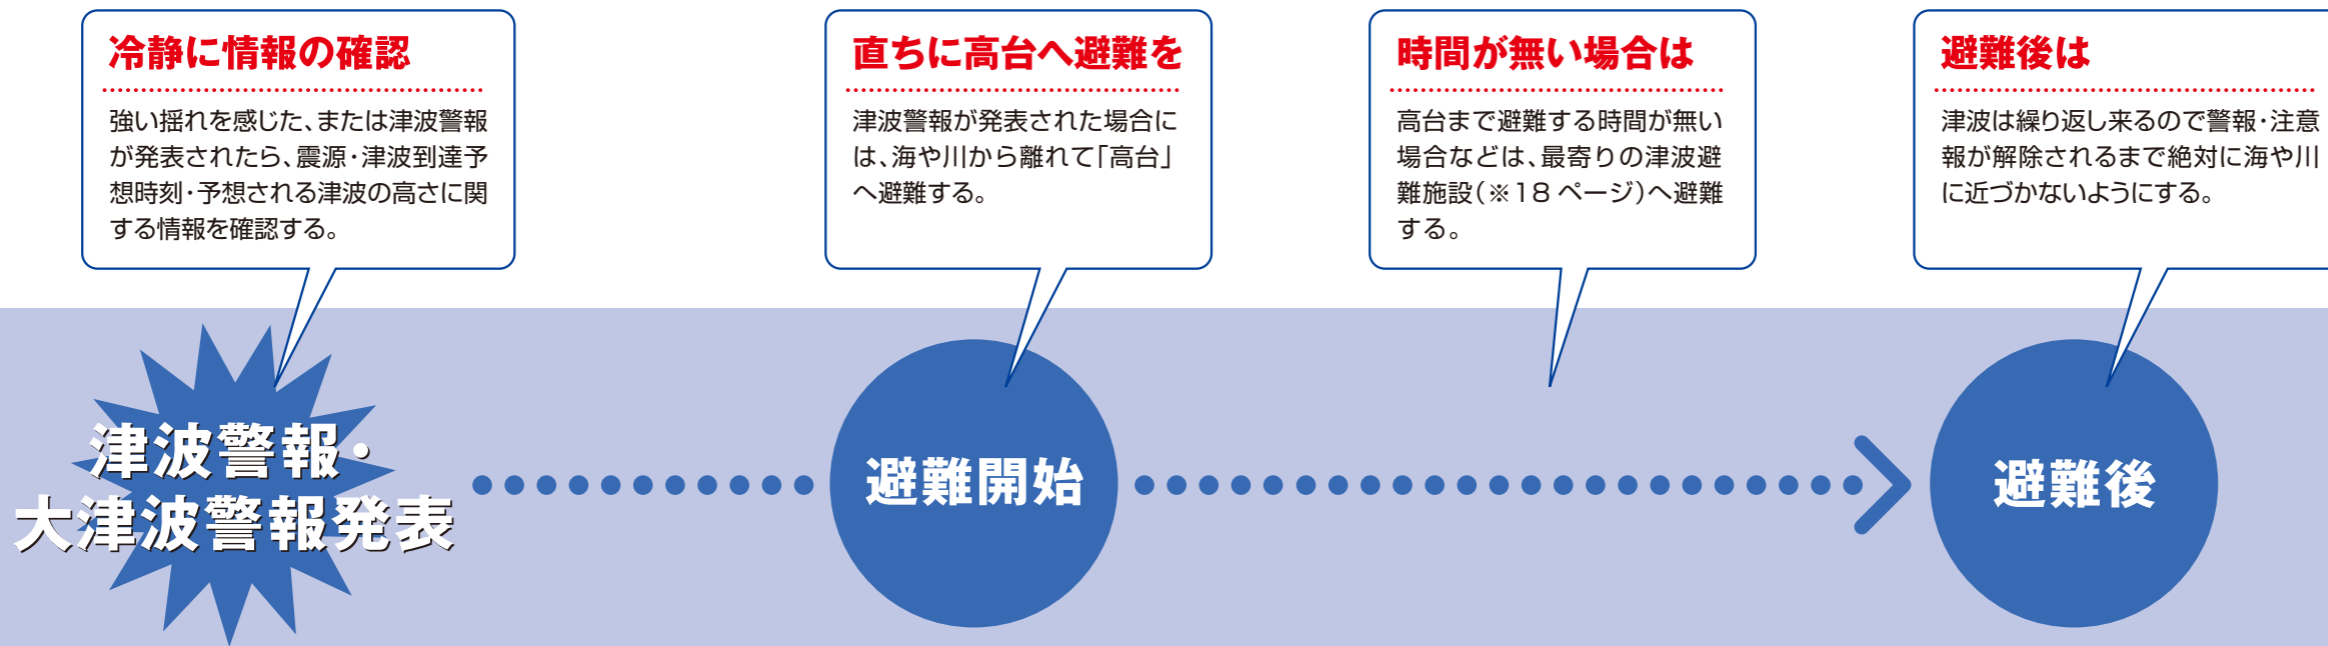 冷静に情報の確認
強い揺れを感じた、または津波警報
が発表されたら、震源・津波到達予
想時刻・予想される津波の高さに関
する情報を確認する。
直ちに高台へ避難を
津波警報が発表された場合に
は、海や川から離れて「高台」
へ避難する。
時間が無い場合は
高台まで避難する時間が無い
場合などは、最寄りの津波避
難施設(※18 ページ)へ避難
する。
避難後は
津波は繰り返し来るので警報・注意
報が解除されるまで絶対に海や川
に近づかないようにする。
津波警報・
大津波警報発表
避難開始
避難後